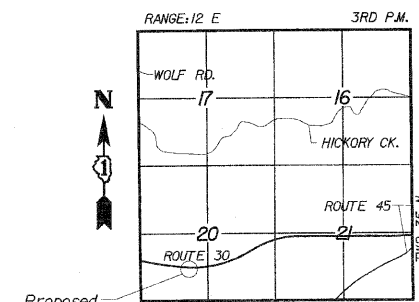 RANGE: 12 E 3RD P.M.
WOLF RD.
N
17 16
HICKORY CK.
1
ROUTE 45
20 21
ROUTE 30
Proposed